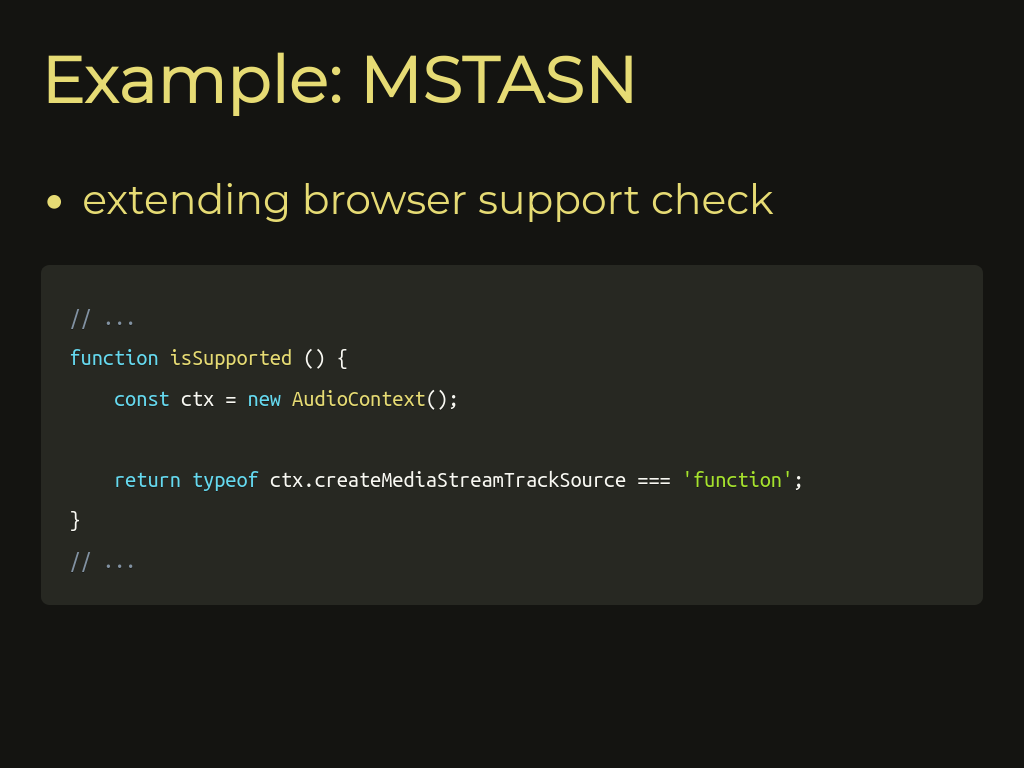 Example: MSTASN
• extending browser support check
// ...
function isSupported () {
    const ctx = new AudioContext();

    return typeof ctx.createMediaStreamTrackSource === 'function';
}
// ...